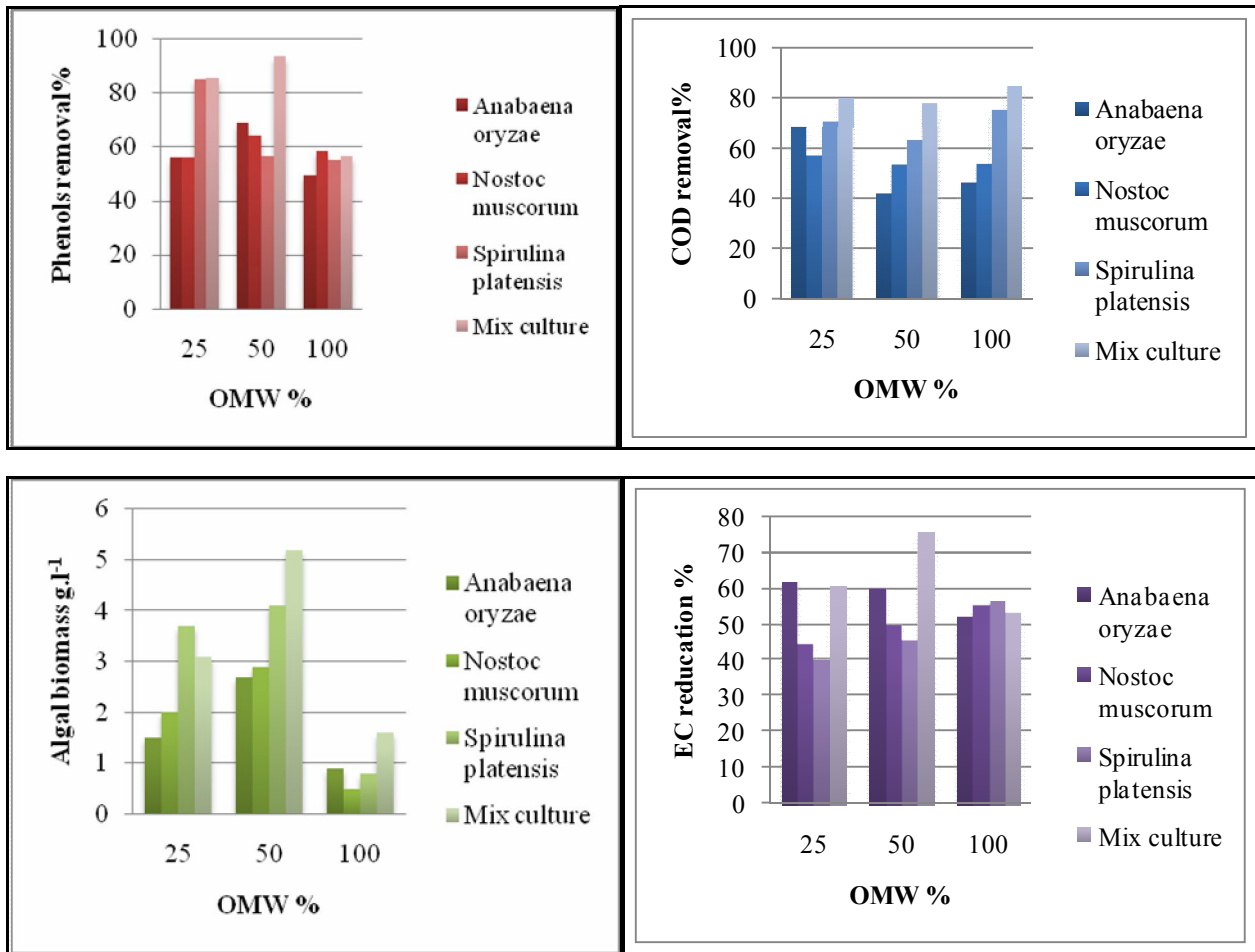 100
80
60
40
20
0
Phenolsremoval%
25 50 100
OMW %
Anabaena
oryzae
Nostoc
muscorum
Spirulina
platensis
Mix culture
100
80
60
40
20
0
COD removal%
25 50 100
OMW %
Anabaena
oryzae
Nostoc
muscorum
Spirulina
platensis
Mix culture
6
5
4
3
2
1
0
Algal biomass g.l-1
25 50 100
OMW %
Anabaena
oryzae
Nostoc
muscorum
Spirulina
platensis
Mix culture
80
70
60
50
40
30
20
10
0
EC reducation %
25 50 100
OMW %
Anabaena
oryzae
Nostoc
muscorum
Spirulina
platensis
Mix culture